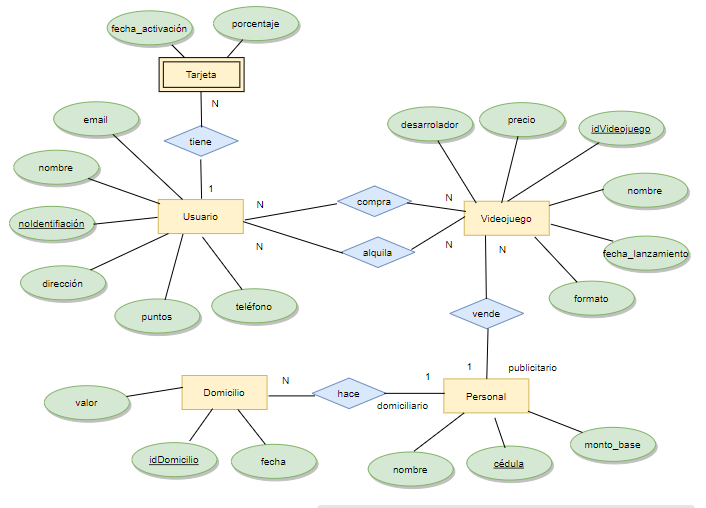 fecha_activación
porcentaje
Tarjeta
N
email
desarrolador
precio
idVideojuego
tiene
nombre
1
nombre
N
compra
N
noIdentifiación
Usuario
Videojuego
N
alquila
N
N
fecha_lanzamiento
dirección
teléfono
formato
puntos
vende
1
publicitario
N
1
Domicilio
hace
Personal
valor
domiciliario
monto_base
idDomicilio
fecha
nombre
cédula